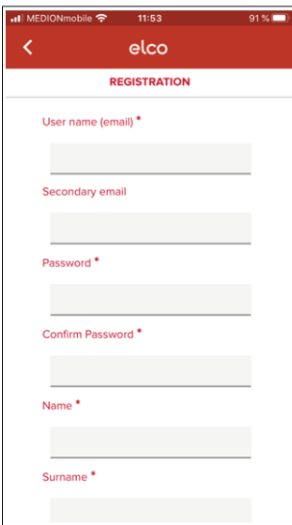 MEDIONmobile 11:53 91 %
elco
REGISTRATION
User name (email) *
Secondary email
Password *
Confirm Password *
Name *
Surname *